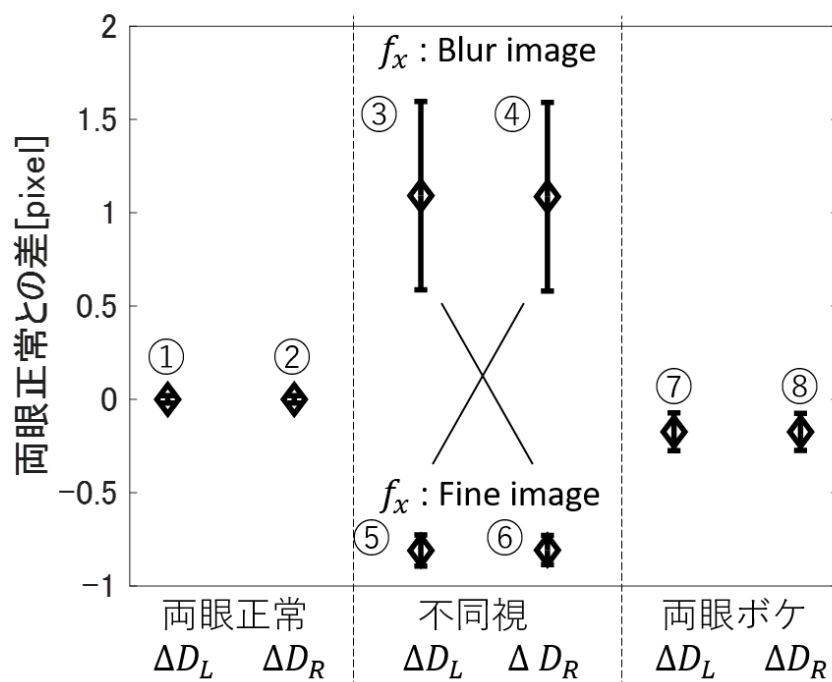 両眼正常との差[pixel]
2
1.5
1
0.5
0
-0.5
-1
f_x : Blur image
③ ④
① ②
⑦ ⑧
f_x : Fine image
⑤ ⑥
両眼正常 不同視 両眼ボケ
ΔD_L ΔD_R ΔD_L Δ D_R ΔD_L ΔD_R